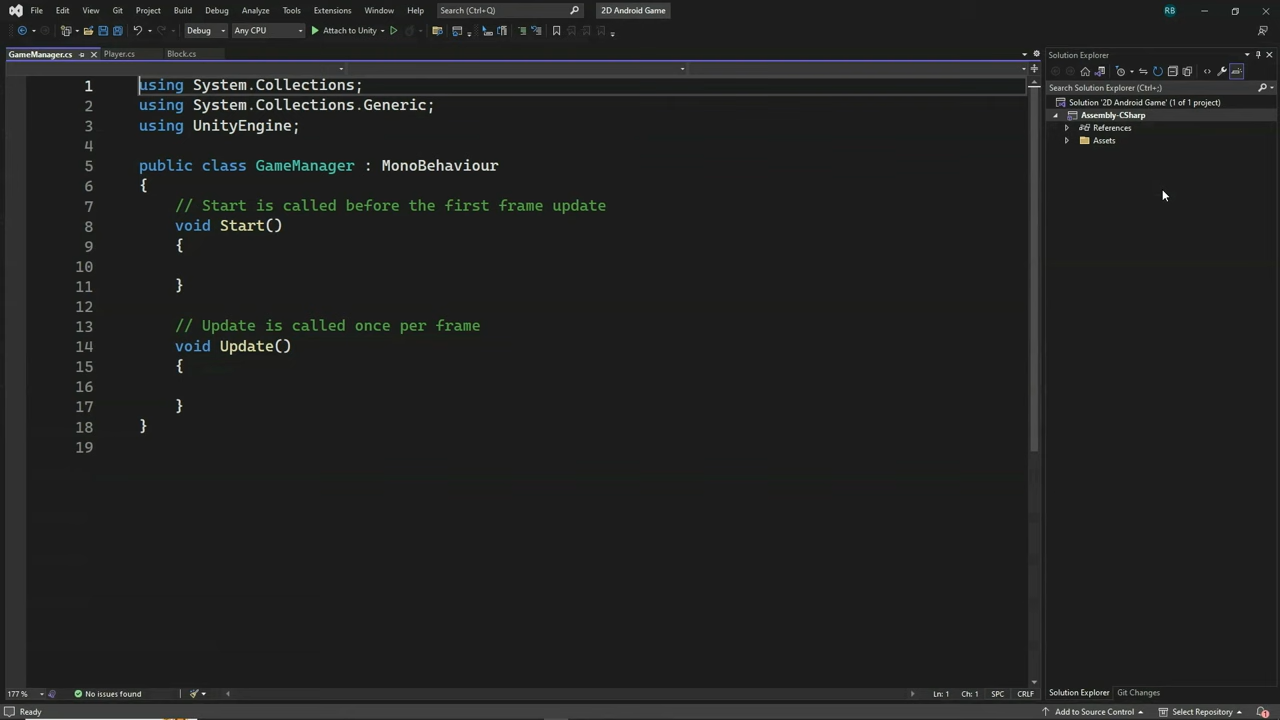 File Edit View Git Project Build Debug Analyze Tools Extensions Window Help Search (Ctrl+Q) 2D Android Game RB
Debug Any CPU Attach to Unity
GameManager.cs Player.cs Block.cs
Solution Explorer
Search Solution Explorer (Ctrl+;)
Solution '2D Android Game' (1 of 1 project)
Assembly-CSharp
References
Assets
1 using System.Collections;
2 using System.Collections.Generic;
3 using UnityEngine;
4
5 public class GameManager : MonoBehaviour
6 {
7 // Start is called before the first frame update
8 void Start()
9 {
10
11 }
12
13 // Update is called once per frame
14 void Update()
15 {
16
17 }
18 }
19
177 % No issues found Ln: 1 Ch: 1 SPC CRLF
Solution Explorer Git Changes
Ready Add to Source Control Select Repository 1